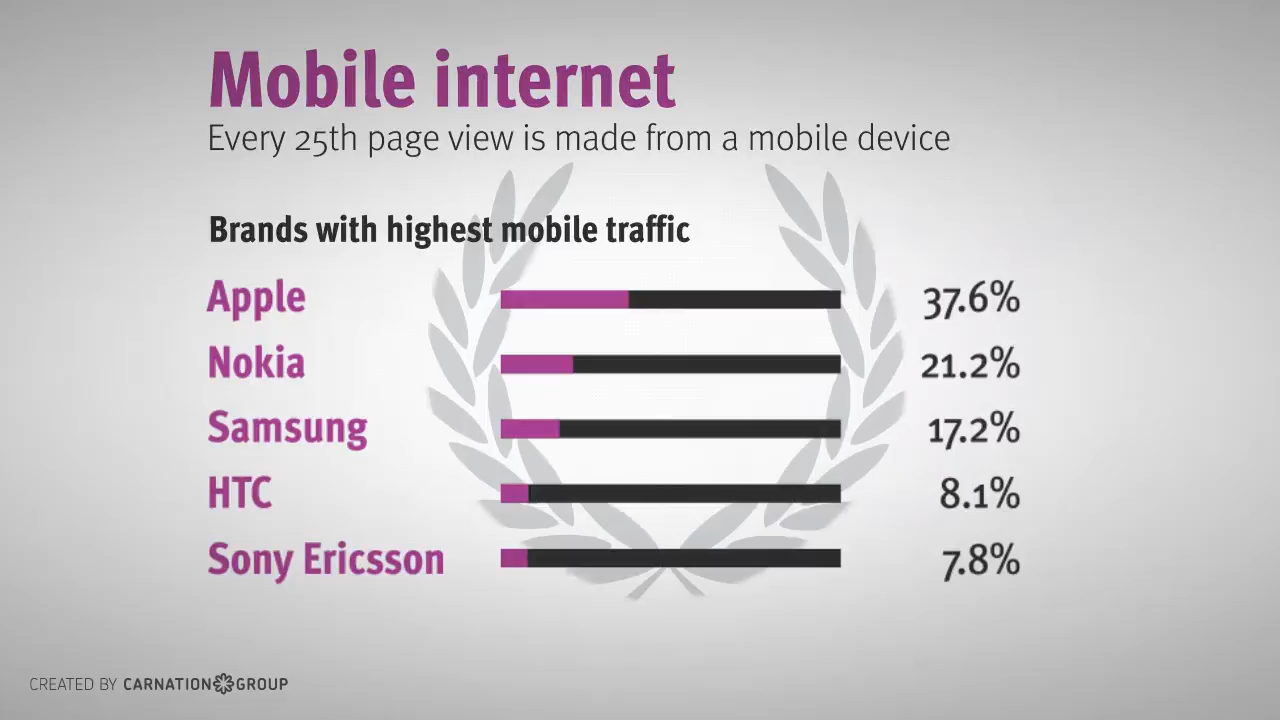 Mobile internet
Every 25th page view is made from a mobile device
Brands with highest mobile traffic
Apple 37.6%
Nokia 21.2%
Samsung 17.2%
HTC 8.1%
Sony Ericsson 7.8%
CREATED BY CARNATION GROUP